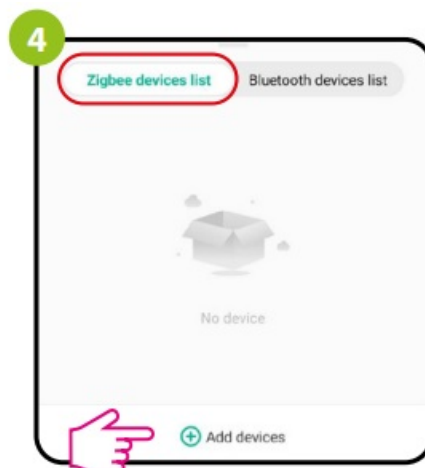 4
Zigbee devices list
Bluetooth devices list
No device
Add devices